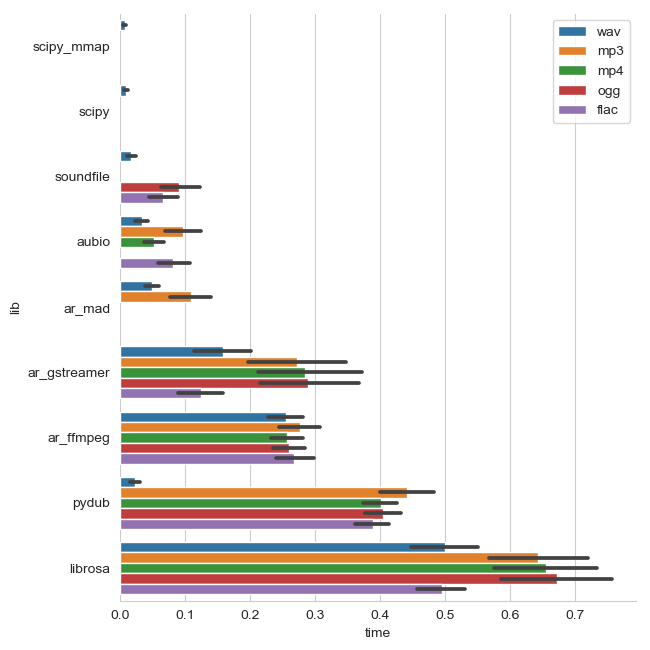 wav
mp3
mp4
ogg
flac
scipy_mmap
scipy
soundfile
aubio
ar_mad
ar_gstreamer
ar_ffmpeg
pydub
librosa
lib
0.0 0.1 0.2 0.3 0.4 0.5 0.6 0.7
time